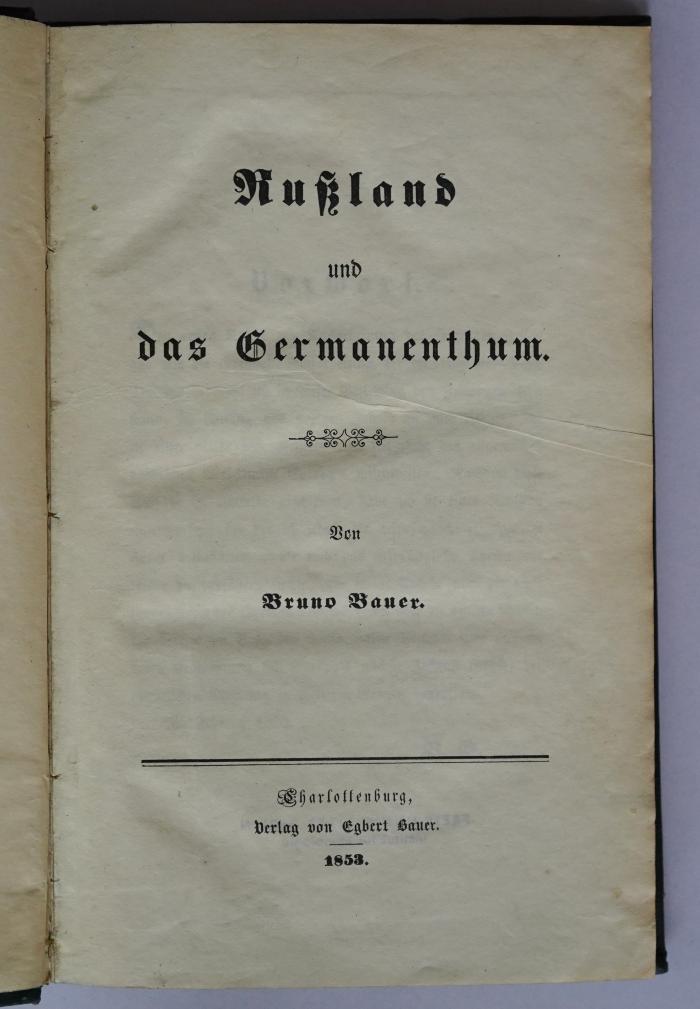 Rußland
und
das Germanenthum.
Von
Bruno Bauer.
Charlottenburg,
Verlag von Egbert Bauer.
1853.